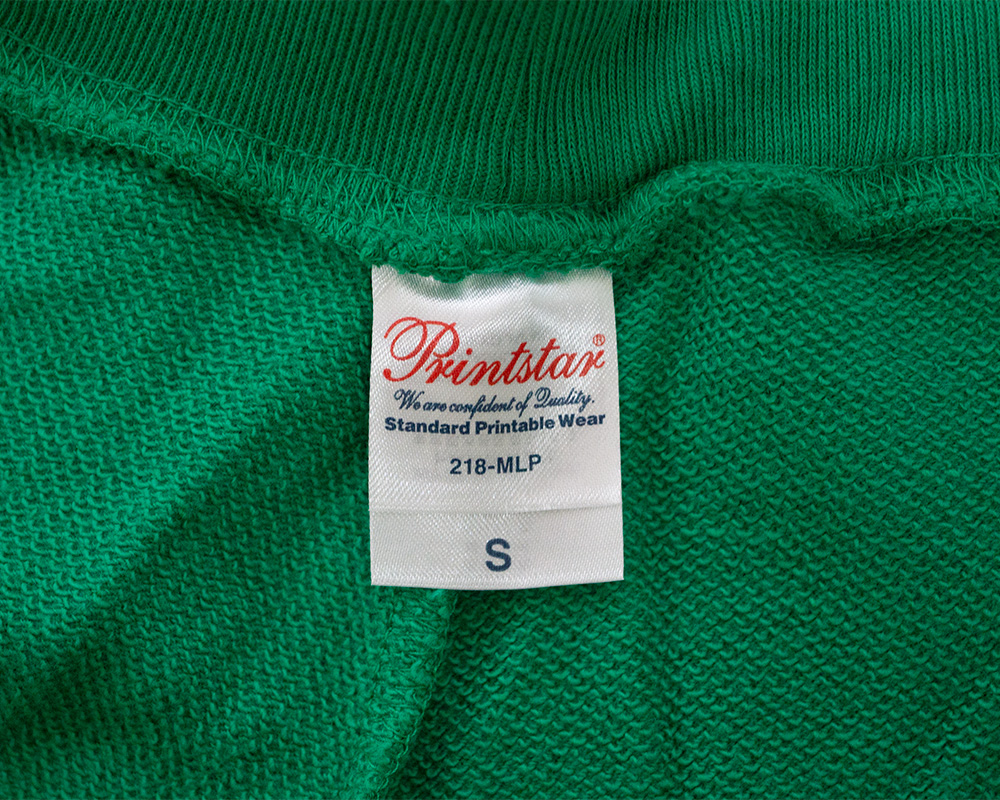 Printstar®
We are confident of Quality.
Standard Printable Wear
218-MLP
S